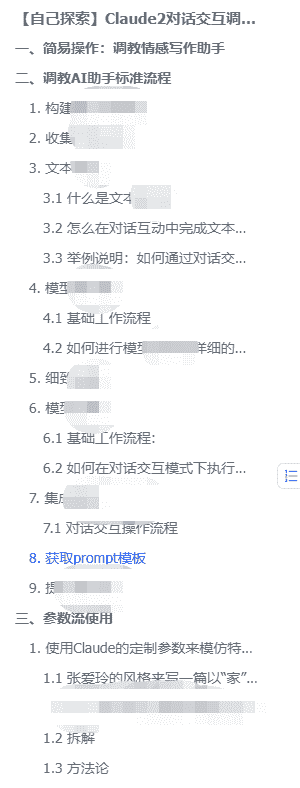 【自己探索】Claude2对话交互调...
一、简易操作：调教情感写作助手
二、调教AI助手标准流程
1. 构建
2. 收集
3. 文本
3.1 什么是文本
3.2 怎么在对话互动中完成文本...
3.3 举例说明：如何通过对话交...
4. 模型
4.1 基础工作流程
4.2 如何进行模型 详细的...
5. 细致
6. 模型
6.1 基础工作流程:
6.2 如何在对话交互模式下执行...
7. 集成
7.1 对话交互操作流程
8. 获取prompt模板
9.
三、参数流使用
1. 使用Claude的定制参数来模仿特...
1.1 张爱玲的风格来写一篇以“家”...
1.2 拆解
1.3 方法论